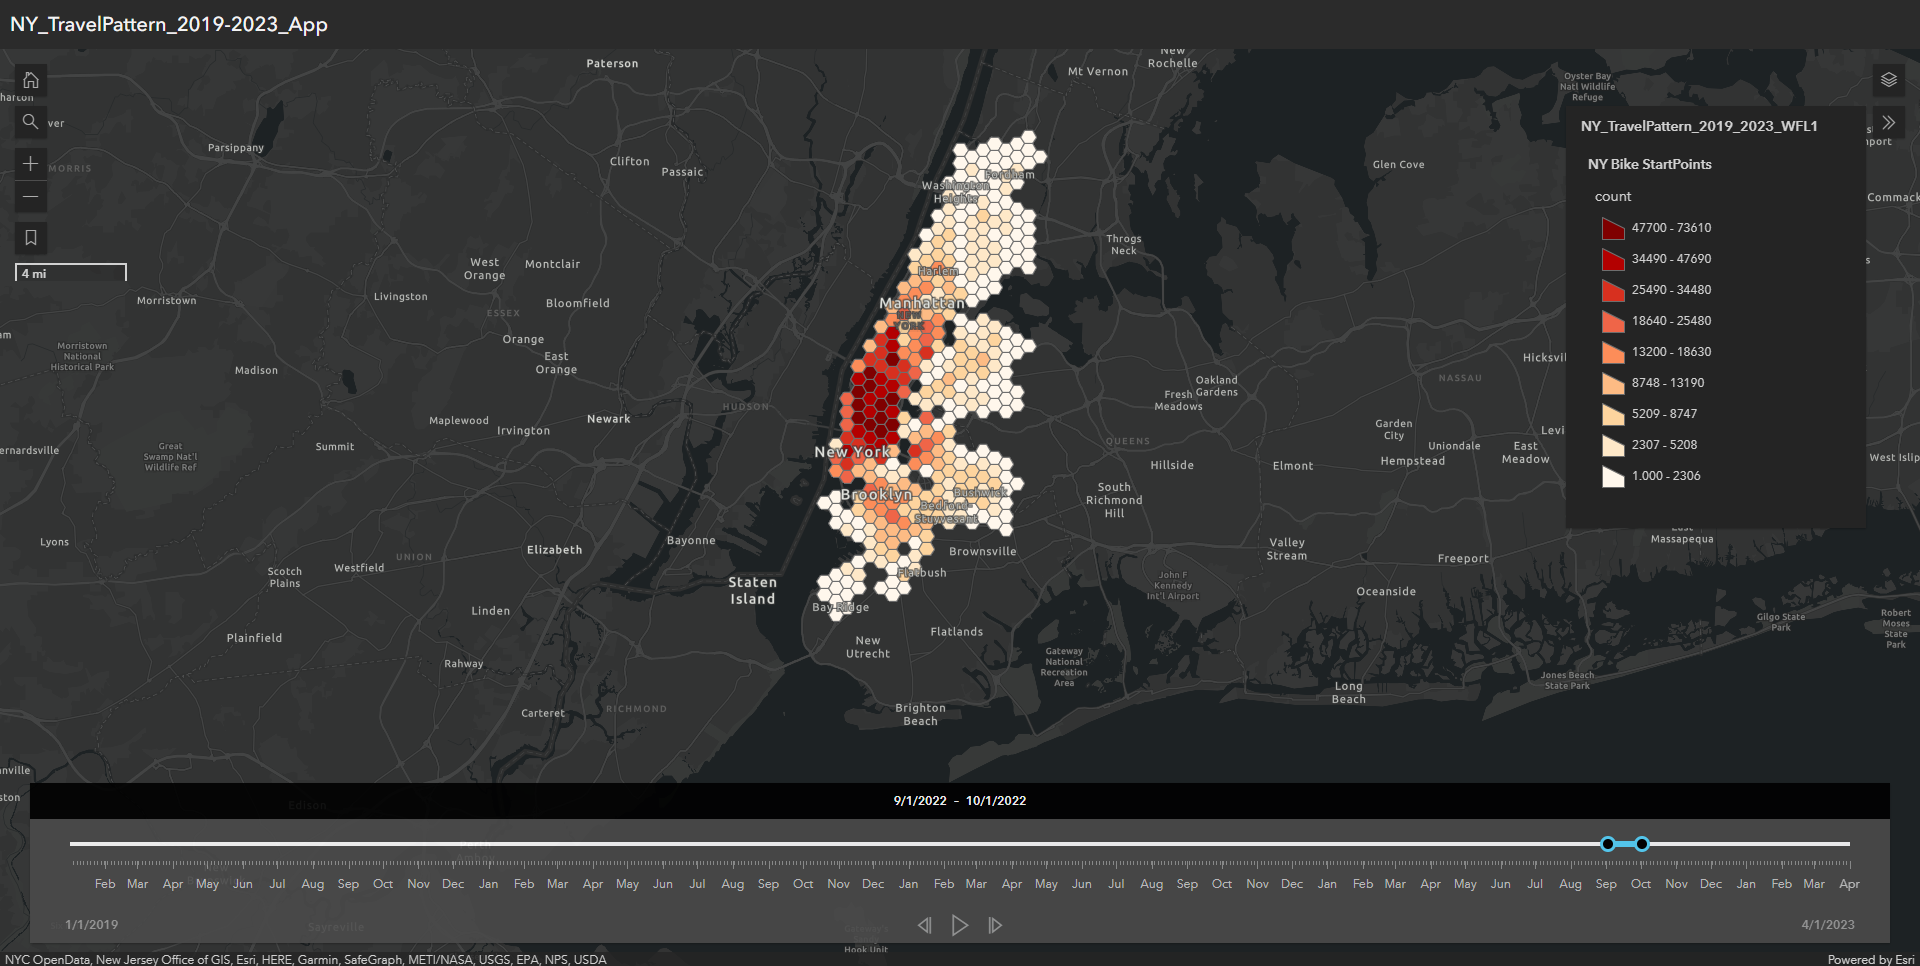 NY_TravelPattern_2019-2023_App
New
Rochelle
Paterson
Mt Vernon
Oyster Bay
Natl Wildlife
Refuge
ver
NY_TravelPattern_2019_2023_WFL1
Parsippany
Clifton
Passaic
MORRIS
Fordham
Washington
Heights
Glen Cove
NY Bike StartPoints
count
47700 - 73610
34490 - 47690
25490 - 34480
18640 - 25480
13200 - 18630
8748 - 13190
5209 - 8747
2307 - 5208
1.000 - 2306
Commack
Throgs
Neck
West
Orange
Montclair
Harlem
4 mi
Morristown
Livingston
Bloomfield
Manhattan
NEW
YORK
ESSEX
Orange
Morristown
National
Historical Park
East
Orange
Madison
Hicksvil
Oakland
Gardens
Fresh
Meadows
NASSAU
HUDSON
Maplewood
Newark
Irvington
Garden
City
Levi
Summit
Great
Swamp Nat'l
Wildlife Ref
ernardsville
New York
QUEENS
Uniondale
East
Meadow
Hempstead
Elmont
Hillside
West Islip
Brooklyn
Bushwick
Bedford-
Stuyvesant
South
Richmond
Hill
Lyons
Elizabeth
Bayonne
Brownsville
Valley
Stream
Freeport
East
Massapequa
UNION
Westfield
Scotch
Plains
Flatbush
Staten
Island
John F
Kennedy
Int'l Airport
Oceanside
Linden
Bay Ridge
Plainfield
New
Utrecht
Flatlands
Gilgo State
Park
Robert
Moses
State
Park
Rahway
Gateway
National
Recreation
Area
Jones Beach
State Park
Long
Beach
Carteret
RICHMOND
Brighton
Beach
anville
ston
Edison
9/1/2022 - 10/1/2022
Feb Mar Apr May Jun Jul Aug Sep Oct Nov Dec Jan Feb Mar Apr May Jun Jul Aug Sep Oct Nov Dec Jan Feb Mar Apr May Jun Jul Aug Sep Oct Nov Dec Jan Feb Mar Apr May Jun Jul Aug Sep Oct Nov Dec Jan Feb Mar Apr
1/1/2019
Sayreville
4/1/2023
Hook Unit
NYC OpenData, New Jersey Office of GIS, Esri, HERE, Garmin, SafeGraph, METI/NASA, USGS, EPA, NPS, USDA
Powered by Esri